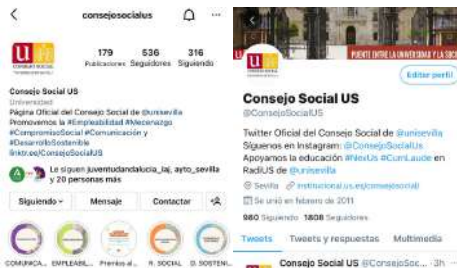 consejosocialus
179
536
316
Publicaciones
Seguidores
Siguiendo
Consejo Social US
Universidad
Página Oficial del Consejo Social de @unisevilla
Promovemos la #Empleabilidad #Mecenazgo
#CompromisoSocial #Comunicación y
#DesarrolloSostenible
linktr.ee/ConsejoSocialUS
Le siguen juventudandalucia_iaj, ayto_sevilla
y 20 personas más
Siguiendo
Mensaje
Contactar
COMUNICA...
EMPLEABIL...
Premios al...
R. SOCIAL
D. SOSTENI...
PUENTE ENTRE LA UNIVERSIDAD Y LA SOC
CONSEJO SOCIAL
Editar perfil
Consejo Social US
@ConsejoSocialUS
Twitter Oficial del Consejo Social de @unisevilla
Síguenos en Instagram: @ConsejoSocialUs
Apoyamos la educación #NexUs #CumLaude en
RadiUS de @unisevilla
Sevilla
institucional.us.es/consejosocial/
Se unió en febrero de 2011
980 Siguiendo 1808 Seguidores
Tweets
Tweets y respuestas
Multimedia
Consejo Social US @ConsejoSoc... · 3h